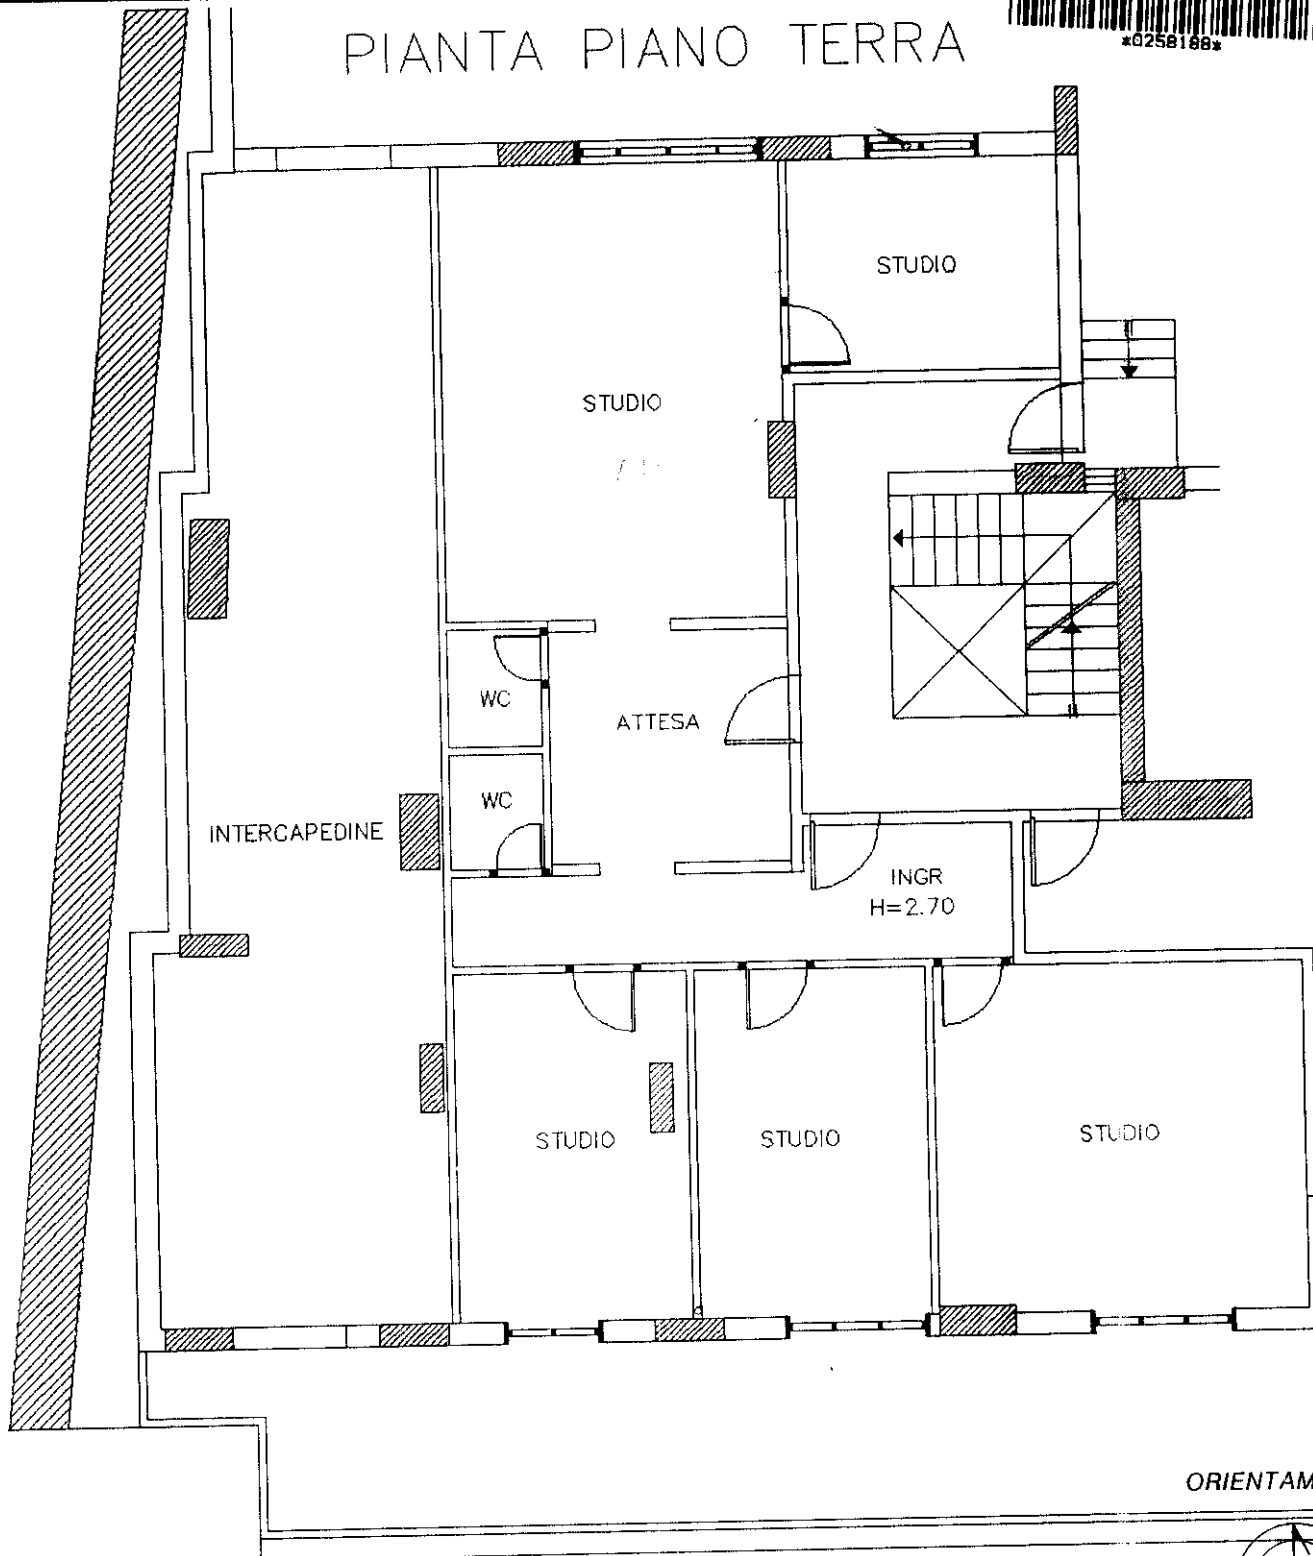 PIANTA PIANO TERRA
*0258188*
STUDIO
STUDIO
WC
ATTESA
WC
INTERCAPEDINE
INGR
H=2.70
STUDIO
STUDIO
STUDIO
ORIENTAM